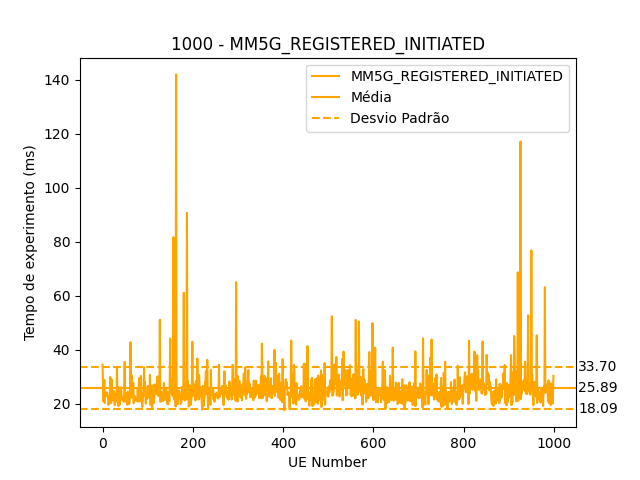 1000 - MM5G_REGISTERED_INITIATED
MM5G_REGISTERED_INITIATED
Média
Desvio Padrão
Tempo de experimento (ms)
140
120
100
80
60
40
20
33.70
25.89
18.09
0
200
400
600
800
1000
UE Number